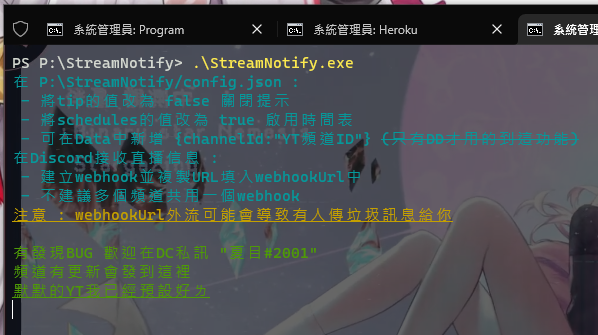 系統管理員: Program
系統管理員: Heroku
系統管理
PS P:\StreamNotify> .\StreamNotify.exe
在 P:\StreamNotify/config.json :
- 將tip的值改為 false 關閉提示
- 將schedules的值改為 true 啟用時間表
- 可在Data中新增 {channelId:"YT頻道ID"} (只有DD才用的到這功能)
在Discord接收直播信息 :
- 建立webhook並複製URL填入webhookUrl中
- 不建議多個頻道共用一個webhook
注意 : webhookUrl外流可能會導致有人傳垃圾訊息給你
有發現BUG 歡迎在DC私訊 "夏目#2001"
頻道有更新會發到這裡
默默的YT我已經預設好ㄌ